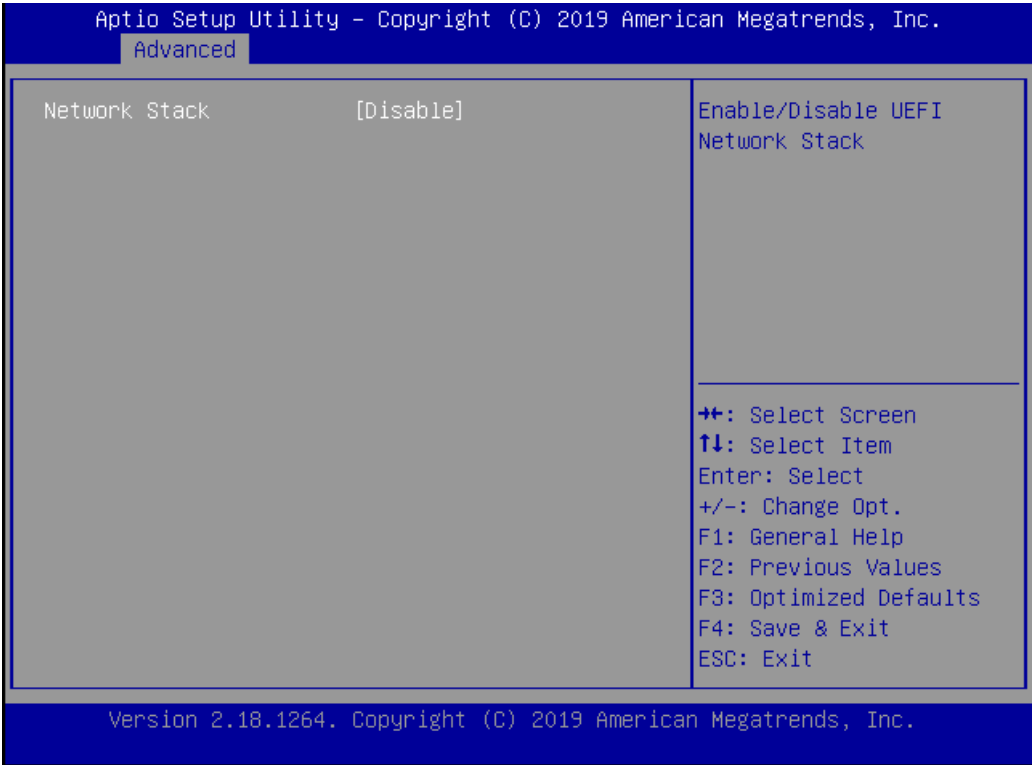 Aptio Setup Utility – Copyright (C) 2019 American Megatrends, Inc.
Advanced
Network Stack [Disable]
Enable/Disable UEFI
Network Stack
→←: Select Screen
↑↓: Select Item
Enter: Select
+/-: Change Opt.
F1: General Help
F2: Previous Values
F3: Optimized Defaults
F4: Save & Exit
ESC: Exit
Version 2.18.1264. Copyright (C) 2019 American Megatrends, Inc.